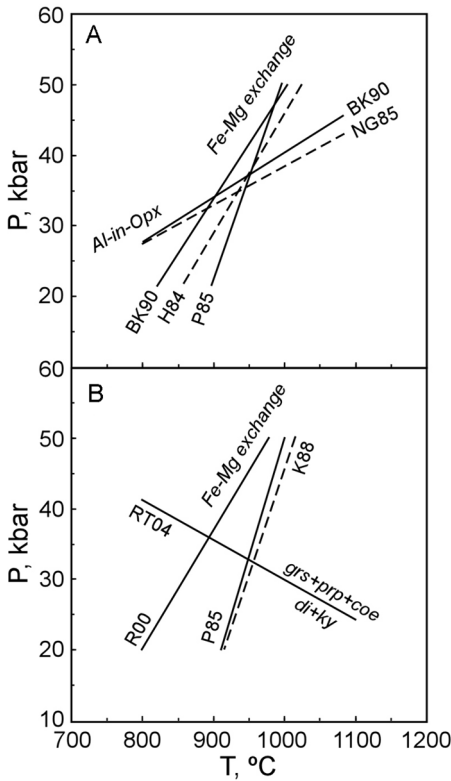 60
A
50
Fe-Mg exchange
BK90
NG85
40
P, kbar
30
Al-in-Opx
20
BK90
H84
P85
60
B
50
Fe-Mg exchange
K88
40
RT04
P, kbar
30
grs+prp+coe
di+ky
20
R00
P85
10
700 800 900 1000 1100 1200
T, ºC